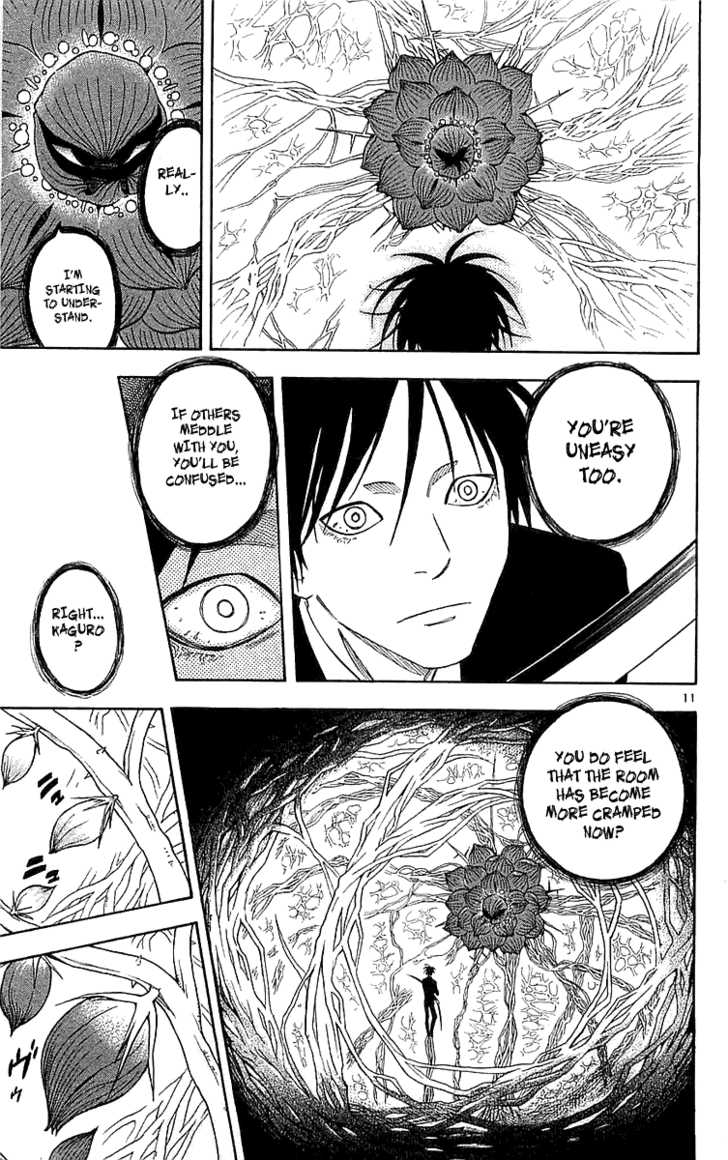 REAL-
LY..
I'M
STARTING
TO UNDER-
STAND.
YOU'RE
UNEASY
TOO.
IF OTHERS
MEDDLE
WITH YOU,
YOU'LL BE
CONFUSED...
RIGHT...
KAGURO
?
11
YOU DO FEEL
THAT THE ROOM
HAS BECOME
MORE CRAMPED
NOW?